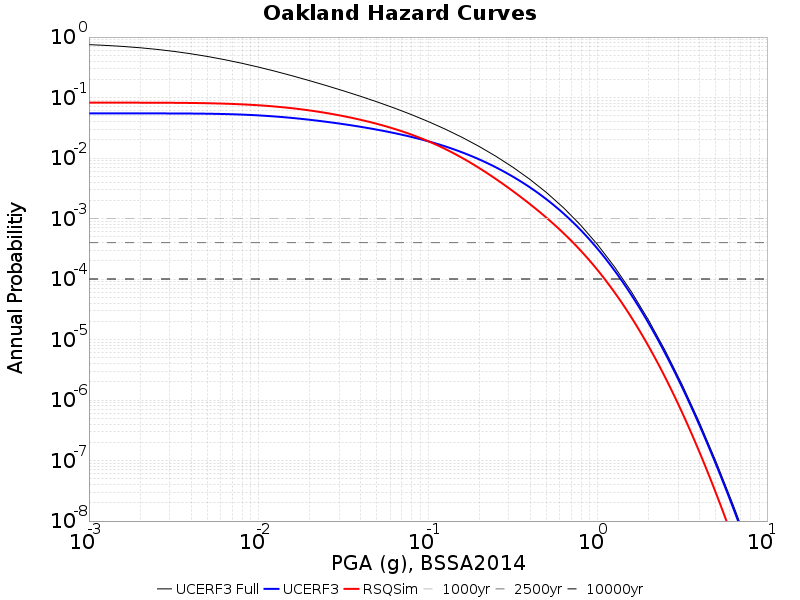 Oakland Hazard Curves
Annual Probabilitiy
10^0
10^-1
10^-2
10^-3
10^-4
10^-5
10^-6
10^-7
10^-8
10^-3 10^-2 10^-1 10^0 10^1
PGA (g), BSSA2014
UCERF3 Full UCERF3 RSQSim 1000yr 2500yr 10000yr